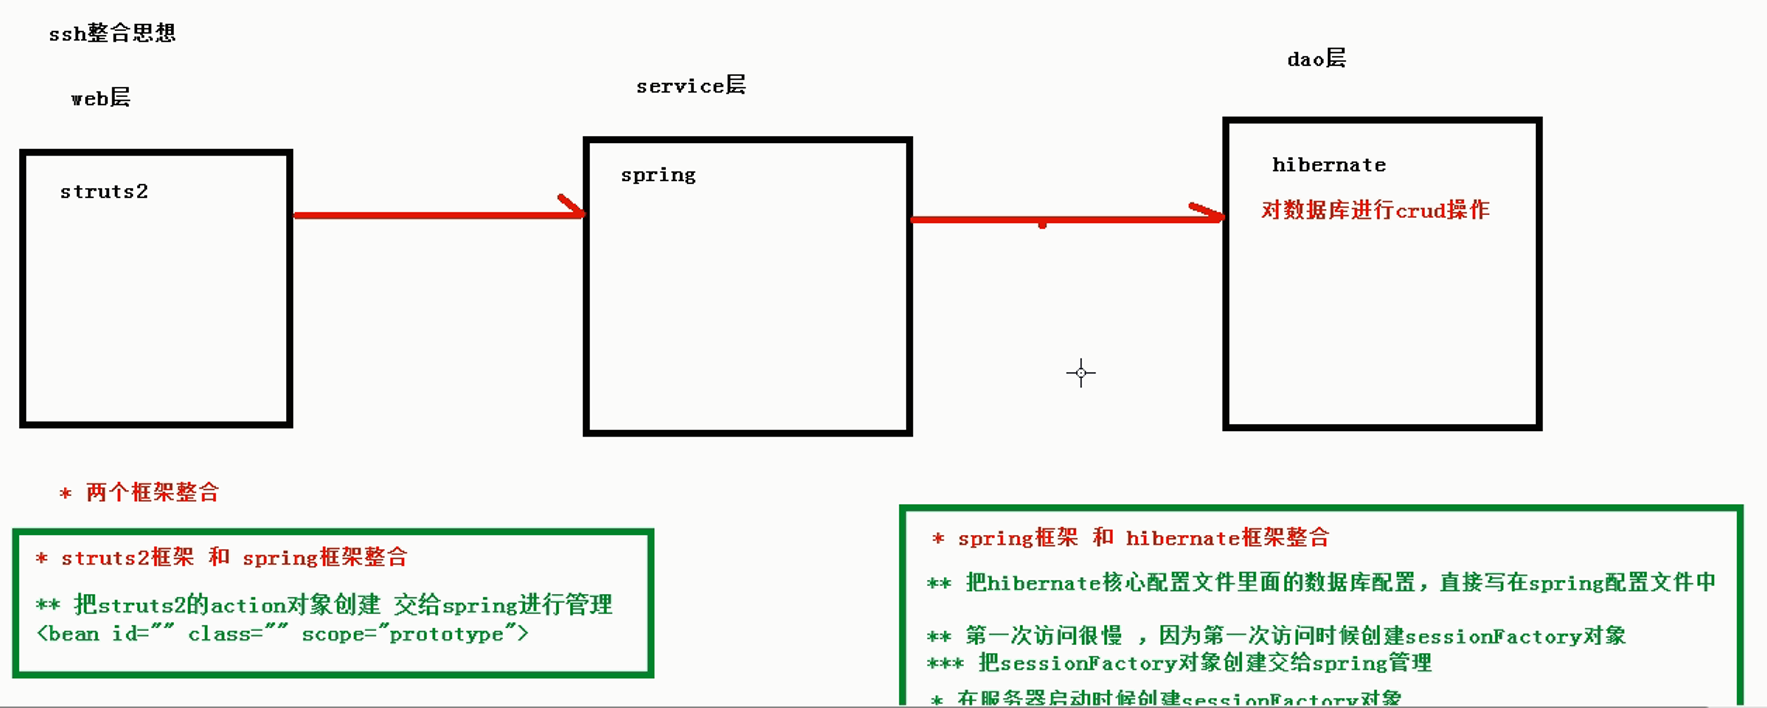 ssh整合思想
web层
service层
dao层
struts2
spring
hibernate
对数据库进行crud操作
* 两个框架整合
* struts2框架 和 spring框架整合
** 把struts2的action对象创建 交给spring进行管理
<bean id="" class="" scope="prototype">
* spring框架 和 hibernate框架整合
** 把hibernate核心配置文件里面的数据库配置，直接写在spring配置文件中
** 第一次访问很慢 ，因为第一次访问时候创建sessionFactory对象
*** 把sessionFactory对象创建交给spring管理
* 在服务器启动时候创建sessionFactory对象